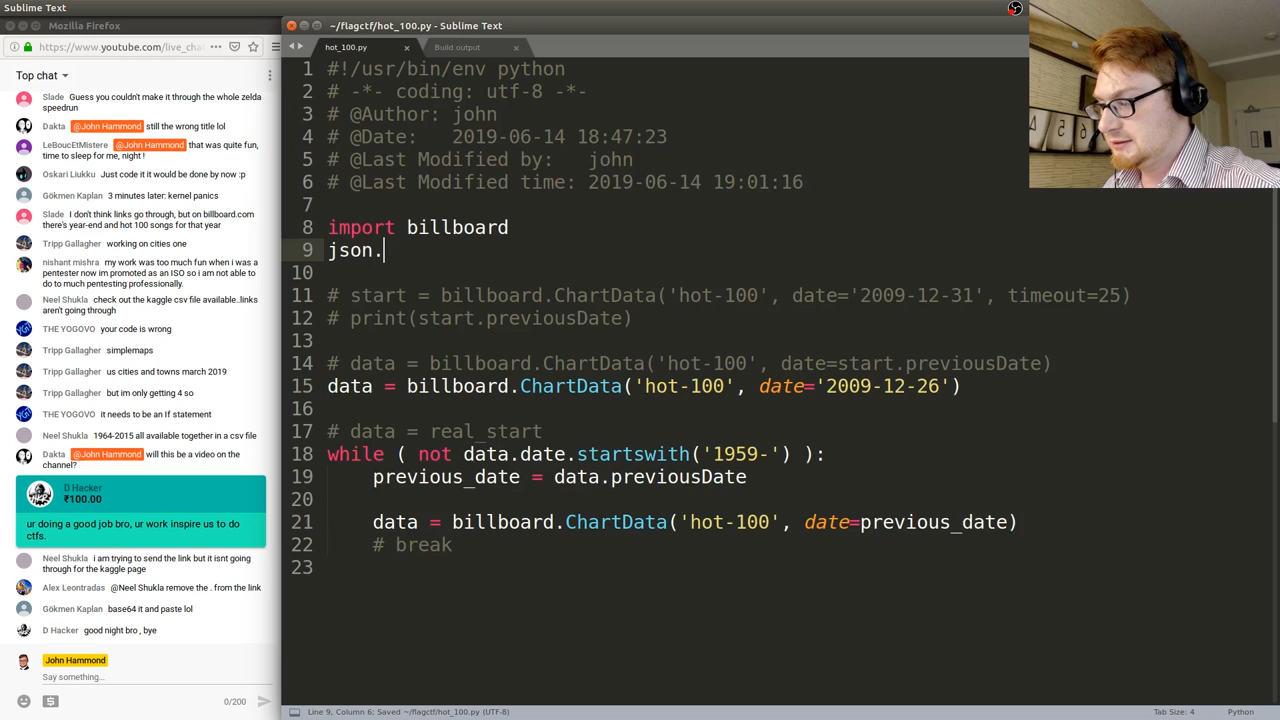 Sublime Text
Mozilla Firefox
https://www.youtube.com/live_chat
Top chat
Slade Guess you couldn't make it through the whole zelda
speedrun
Dakta @John Hammond still the wrong title lol
LeBoucEtMistere @John Hammond that was quite fun,
time to sleep for me, night !
Oskari Liukku Just code it it would be done by now :p
Gökmen Kaplan 3 minutes later: kernel panics
Slade I don't think links go through, but on billboard.com
there's year-end and hot 100 songs for that year
Tripp Gallagher working on cities one
nishant mishra my work was too much fun when i was a
pentester now im promoted as an ISO so i am not able to
do to much pentesting professionally.
Neel Shukla check out the kaggle csv file available..links
aren't going through
THE YOGOVO your code is wrong
Tripp Gallagher simplemaps
Tripp Gallagher us cities and towns march 2019
Tripp Gallagher but im only getting 4 so
THE YOGOVO it needs to be an If statement
Neel Shukla 1964-2015 all available together in a csv file
Dakta @John Hammond will this be a video on the
channel?
D Hacker
₹100.00
ur doing a good job bro, ur work inspire us to do
ctfs.
Neel Shukla i am trying to send the link but it isnt going
through for the kaggle page
Alex Leontradas @Neel Shukla remove the . from the link
Gökmen Kaplan base64 it and paste lol
D Hacker good night bro , bye
John Hammond
Say something...
0/200
~/flagctf/hot_100.py - Sublime Text
hot_100.py
Build output
1 #!/usr/bin/env python
2 # -*- coding: utf-8 -*-
3 # @Author: john
4 # @Date:   2019-06-14 18:47:23
5 # @Last Modified by:   john
6 # @Last Modified time: 2019-06-14 19:01:16
7
8 import billboard
9 json.
10
11 # start = billboard.ChartData('hot-100', date='2009-12-31', timeout=25)
12 # print(start.previousDate)
13
14 # data = billboard.ChartData('hot-100', date=start.previousDate)
15 data = billboard.ChartData('hot-100', date='2009-12-26')
16
17 # data = real_start
18 while ( not data.date.startswith('1959-') ):
19     previous_date = data.previousDate
20
21     data = billboard.ChartData('hot-100', date=previous_date)
22     # break
23
Line 9, Column 6; Saved ~/flagctf/hot_100.py (UTF-8)
Tab Size: 4
Python